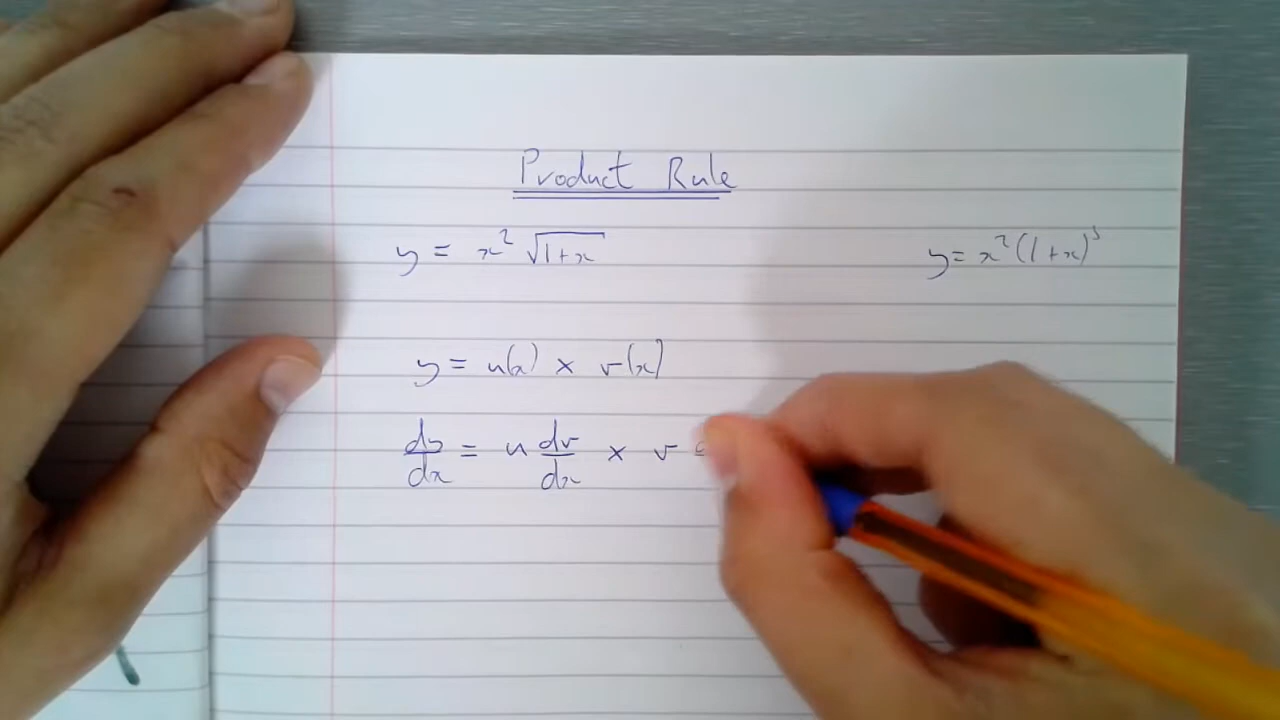 Product Rule
y = x² √(1+x) y = x²(1+x)³
y = u(x) × v(x)
dy/dx = u dv/dx × v